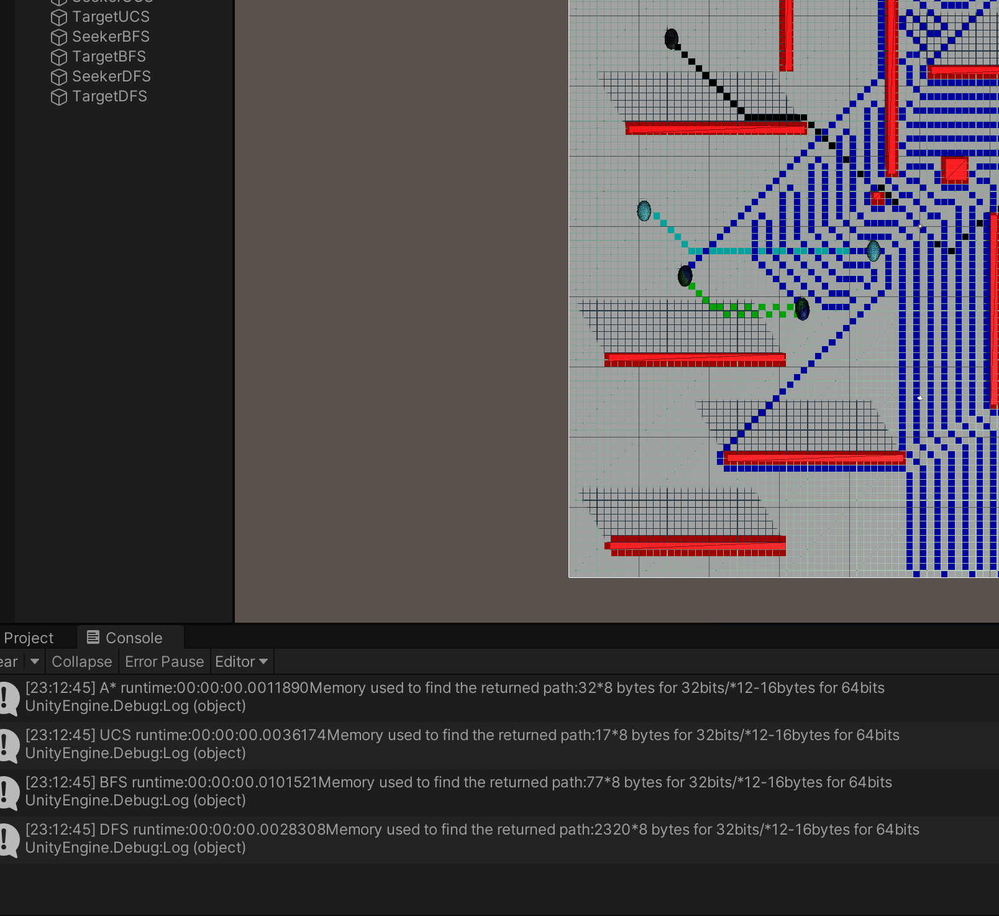 TargetUCS
SeekerBFS
TargetBFS
SeekerDFS
TargetDFS
Project
Console
Collapse
Error Pause
Editor
[23:12:45] A* runtime:00:00:00.0011890Memory used to find the returned path:32*8 bytes for 32bits/*12-16bytes for 64bits
UnityEngine.Debug:Log (object)
[23:12:45] UCS runtime:00:00:00.0036174Memory used to find the returned path:17*8 bytes for 32bits/*12-16bytes for 64bits
UnityEngine.Debug:Log (object)
[23:12:45] BFS runtime:00:00:00.0101521Memory used to find the returned path:77*8 bytes for 32bits/*12-16bytes for 64bits
UnityEngine.Debug:Log (object)
[23:12:45] DFS runtime:00:00:00.0028308Memory used to find the returned path:2320*8 bytes for 32bits/*12-16bytes for 64bits
UnityEngine.Debug:Log (object)